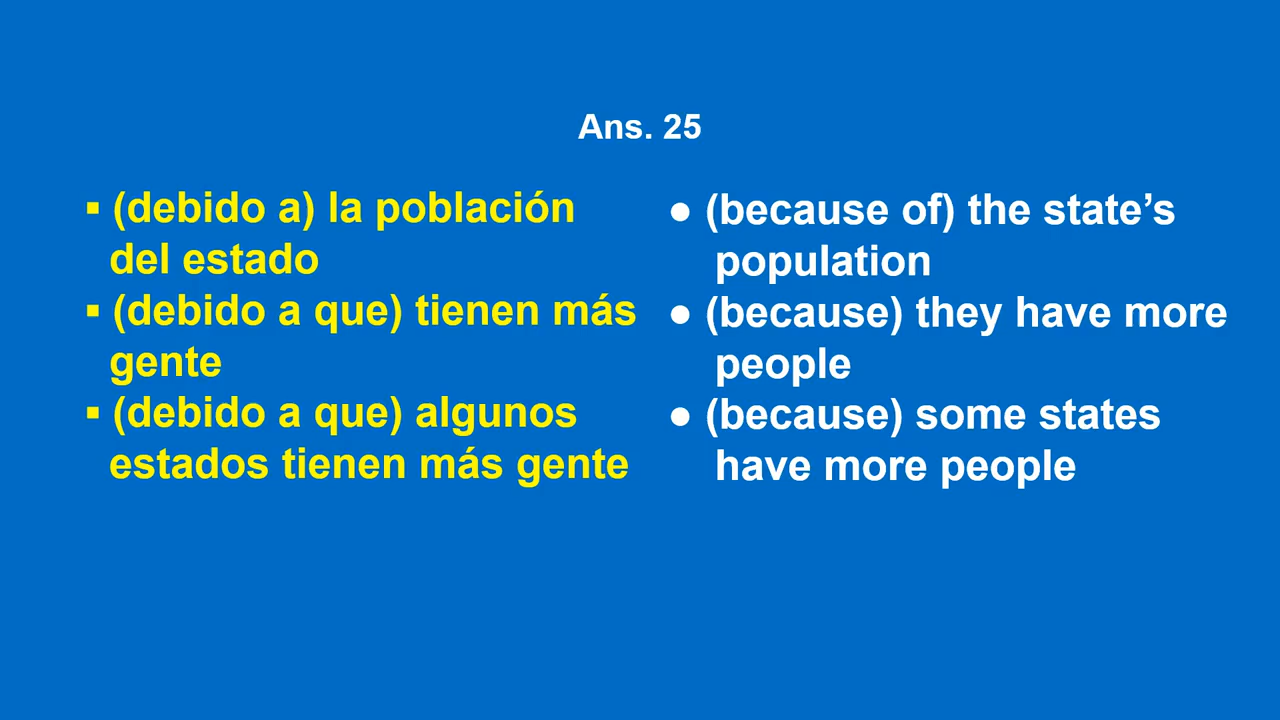 Ans. 25
▪ (debido a) la población
del estado
▪ (debido a que) tienen más
gente
▪ (debido a que) algunos
estados tienen más gente
● (because of) the state’s
population
● (because) they have more
people
● (because) some states
have more people